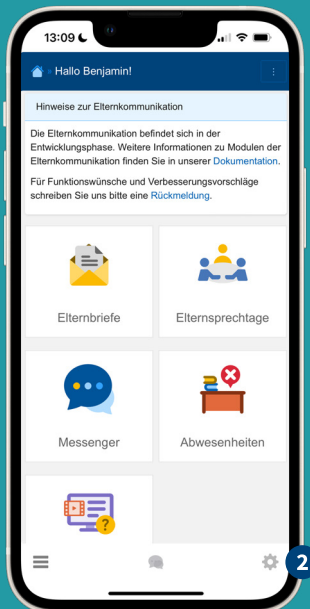 13:09
Hallo Benjamin!
Hinweise zur Elternkommunikation
Die Elternkommunikation befindet sich in der
Entwicklungsphase. Weitere Informationen zu Modulen der
Elternkommunikation finden Sie in unserer Dokumentation.
Für Funktionswünsche und Verbesserungsvorschläge
schreiben Sie uns bitte eine Rückmeldung.
Elternbriefe
Elternsprechtage
Messenger
Abwesenheiten
?
2